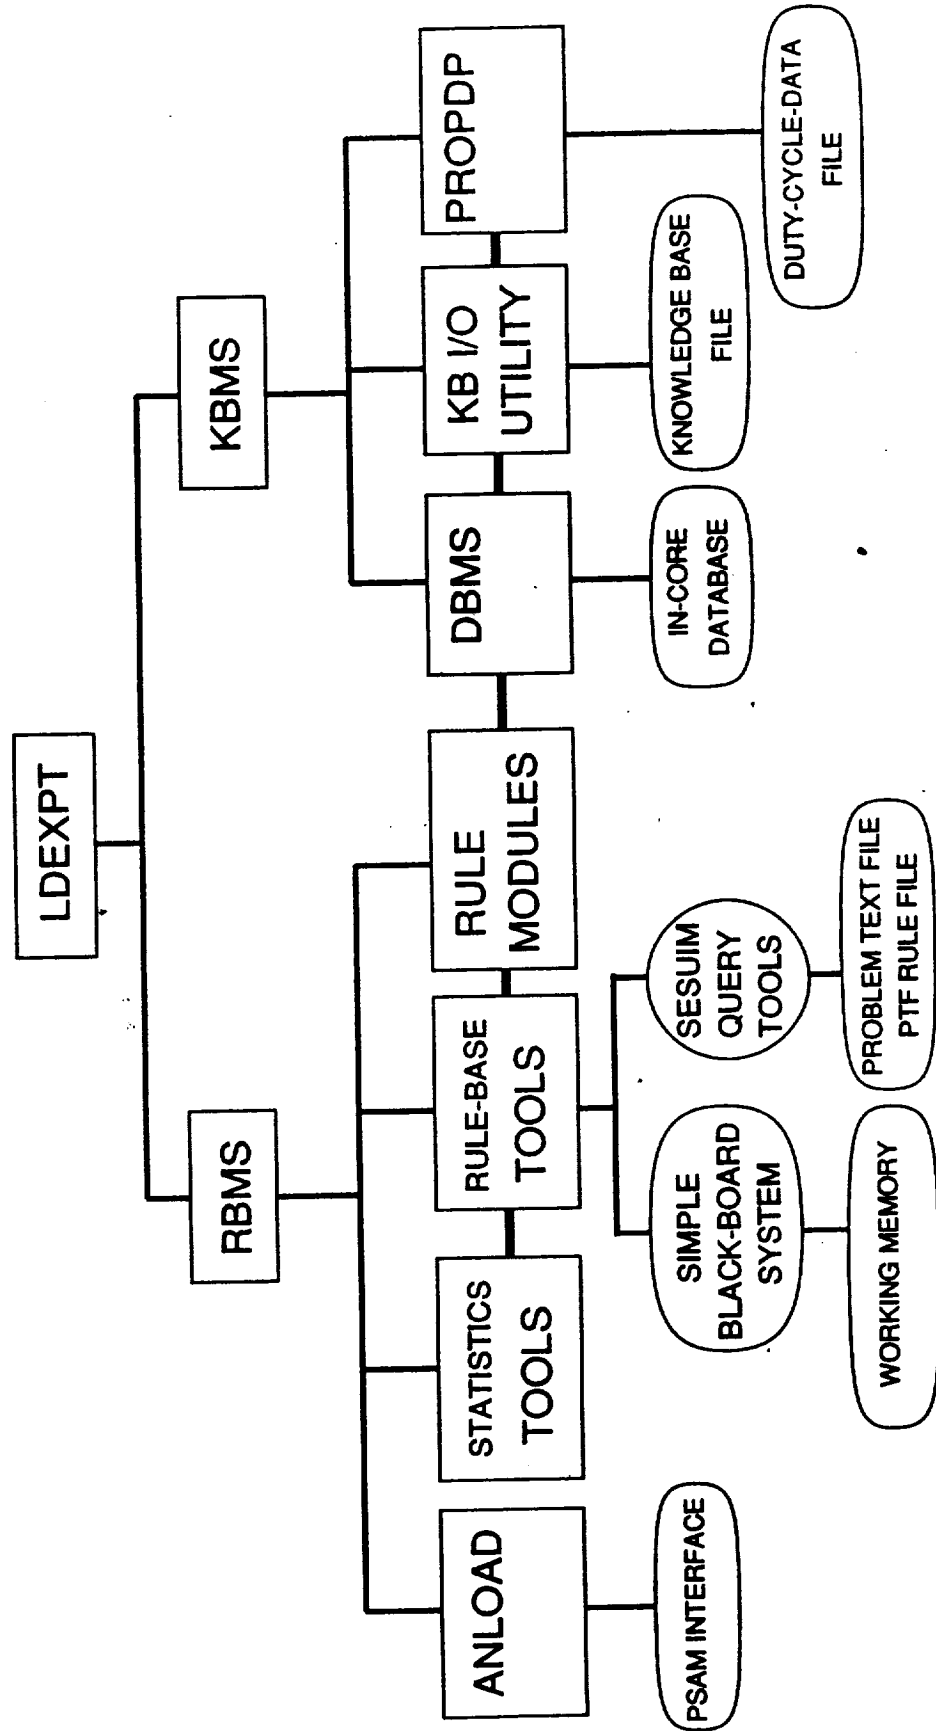 LDEXPT
RBMS
KBMS
ANLOAD
STATISTICS
TOOLS
RULE-BASE
TOOLS
RULE
MODULES
DBMS
KB I/O
UTILITY
PROPDP
PSAM INTERFACE
SIMPLE
BLACK-BOARD
SYSTEM
SESUIM
QUERY
TOOLS
IN-CORE
DATABASE
KNOWLEDGE BASE
FILE
DUTY-CYCLE-DATA
FILE
WORKING MEMORY
PROBLEM TEXT FILE
PTF RULE FILE